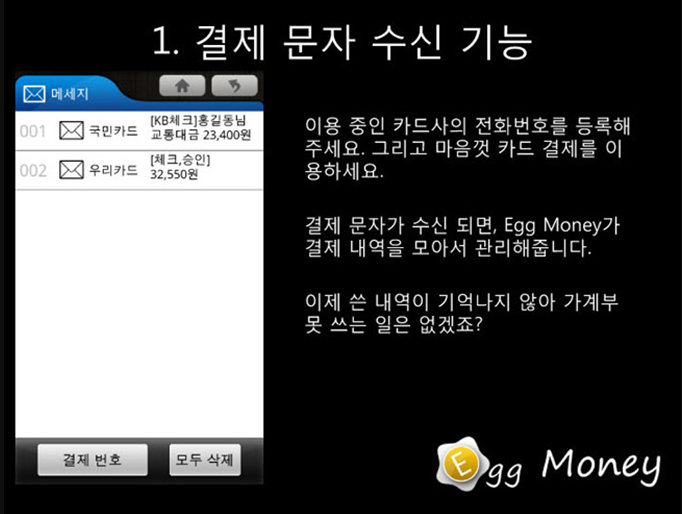 1. 결제 문자 수신 기능
메세지
001 국민카드 [KB체크]홍길동님
교통대금 23,400원
002 우리카드 [체크,승인]
32,550원
결제 번호 모두 삭제
이용 중인 카드사의 전화번호를 등록해
주세요. 그리고 마음껏 카드 결제를 이
용하세요.
결제 문자가 수신 되면, Egg Money가
결제 내역을 모아서 관리해줍니다.
이제 쓴 내역이 기억나지 않아 가계부
못 쓰는 일은 없겠죠?
Egg Money